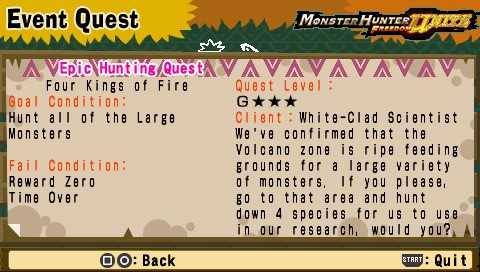 Event Quest
MONSTER HUNTER
FREEDOM UNITE
Epic Hunting Quest
Four Kings of Fire
Goal Condition:
Hunt all of the Large
Monsters
Fail Condition:
Reward Zero
Time Over
Quest Level:
G★★★
Client: White-Clad Scientist
We've confirmed that the
Volcano zone is ripe feeding
grounds for a large variety
of monsters. If you please,
go to that area and hunt
down 4 species for us to use
in our research, would you?
□○: Back
START: Quit